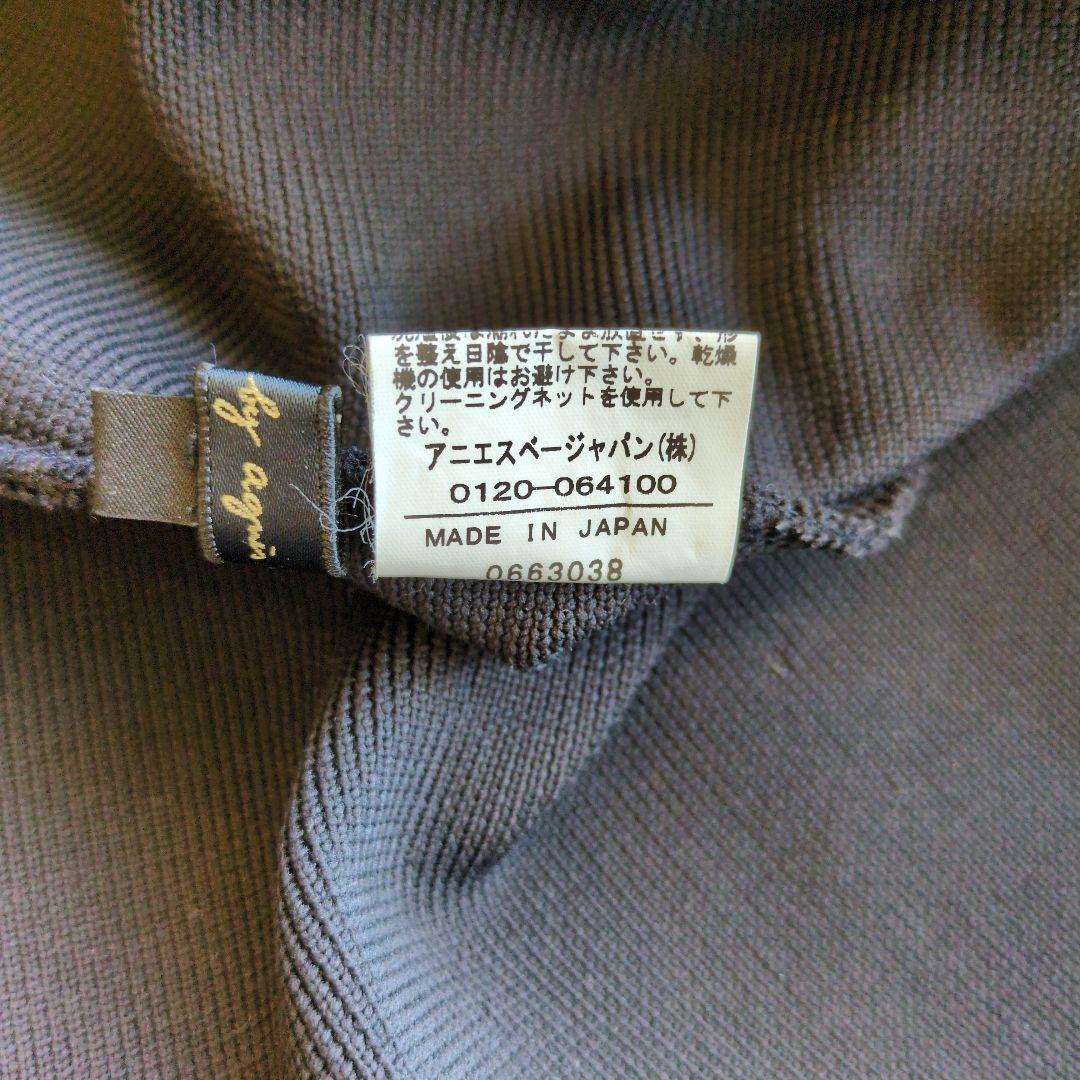 を整え日陰で干して下さい。乾燥
機の使用はお避け下さい。
クリーニングネットを使用して下
さい。
アニエスベージャパン(株)
0120-064100
MADE IN JAPAN
0663038
by agnès